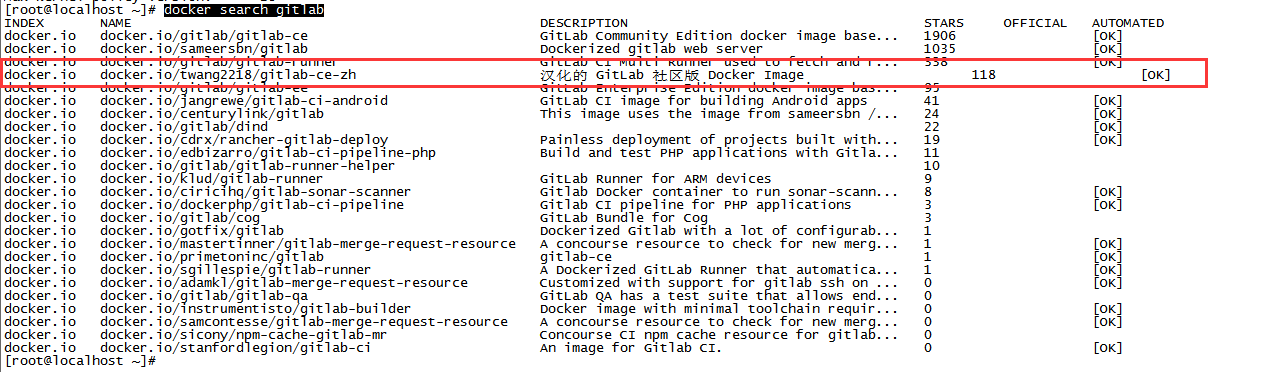 [root@localhost ~]# docker search gitlab
INDEX NAME DESCRIPTION STARS OFFICIAL AUTOMATED
docker.io docker.io/gitlab/gitlab-ce GitLab Community Edition docker image base... 1906 [OK]
docker.io docker.io/sameersbn/gitlab Dockerized gitlab web server 1035 [OK]
docker.io docker.io/gitlab/gitlab-runner GitLab CI Multi Runner used to fetch and r... 338 [OK]
docker.io docker.io/twang2218/gitlab-ce-zh 汉化的 GitLab 社区版 Docker Image 118 [OK]
docker.io docker.io/gitlab/gitlab-ee GitLab Enterprise Edition docker image bas... 95
docker.io docker.io/jangrewe/gitlab-ci-android GitLab CI image for building Android apps 41 [OK]
docker.io docker.io/centurylink/gitlab This image uses the image from sameersbn /... 24 [OK]
docker.io docker.io/gitlab/dind 22 [OK]
docker.io docker.io/cdrx/rancher-gitlab-deploy Painless deployment of projects built with... 19 [OK]
docker.io docker.io/edbizarro/gitlab-ci-pipeline-php Build and test PHP applications with Gitla... 11
docker.io docker.io/gitlab/gitlab-runner-helper 10
docker.io docker.io/klud/gitlab-runner GitLab Runner for ARM devices 9
docker.io docker.io/ciricihq/gitlab-sonar-scanner GitLab Docker container to run sonar-scann... 8 [OK]
docker.io docker.io/dockerphp/gitlab-ci-pipeline GitLab CI pipeline for PHP applications 3 [OK]
docker.io docker.io/gitlab/cog GitLab Bundle for Cog 3
docker.io docker.io/gotfix/gitlab Dockerized GitLab with a lot of configurab... 1 [OK]
docker.io docker.io/mastertinner/gitlab-merge-request-resource A concourse resource to check for new merg... 1 [OK]
docker.io docker.io/primetoninc/gitlab gitlab-ce 1 [OK]
docker.io docker.io/sgillespie/gitlab-runner A Dockerized GitLab Runner that automatica... 1 [OK]
docker.io docker.io/adamkl/gitlab-merge-request-resource Customized with support for gitlab ssh on ... 0
docker.io docker.io/gitlab/gitlab-qa GitLab QA has a test suite that allows end... 0
docker.io docker.io/instrumentisto/gitlab-builder Docker image with minimal toolchain requir... 0
docker.io docker.io/samcontesse/gitlab-merge-request-resource A concourse resource to check for new merg... 0
docker.io docker.io/sicony/npm-cache-gitlab-mr Concourse CI npm cache resource for gitlab... 0
docker.io docker.io/stanfordlegion/gitlab-ci An image for Gitlab CI. 0 [OK]
[root@localhost ~]#